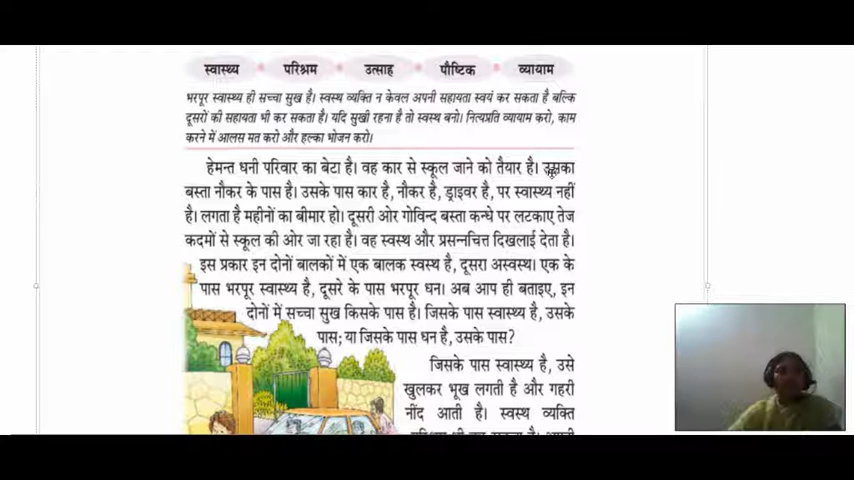 स्वास्थ्य परिश्रम उत्साह पौष्टिक व्यायाम
भरपूर स्वास्थ्य ही सच्चा सुख है। स्वस्थ व्यक्ति न केवल अपनी सहायता स्वयं कर सकता है बल्कि
दूसरों की सहायता भी कर सकता है। यदि सुखी रहना है तो स्वस्थ बनो। नित्यप्रति व्यायाम करो, काम
करने में आलस मत करो और हल्का भोजन करो।
हेमन्त धनी परिवार का बेटा है। वह कार से स्कूल जाने को तैयार है। उसका
बस्ता नौकर के पास है। उसके पास कार है, नौकर है, ड्राइवर है, पर स्वास्थ्य नहीं
है। लगता है महीनों का बीमार हो। दूसरी ओर गोविन्द बस्ता कन्धे पर लटकाए तेज
कदमों से स्कूल की ओर जा रहा है। वह स्वस्थ और प्रसन्नचित्त दिखलाई देता है।
इस प्रकार इन दोनों बालकों में एक बालक स्वस्थ है, दूसरा अस्वस्थ। एक के
पास भरपूर स्वास्थ्य है, दूसरे के पास भरपूर धन। अब आप ही बताइए, इन
दोनों में सच्चा सुख किसके पास है। जिसके पास स्वास्थ्य है, उसके
पास; या जिसके पास धन है, उसके पास?
जिसके पास स्वास्थ्य है, उसे
खुलकर भूख लगती है और गहरी
नींद आती है। स्वस्थ व्यक्ति